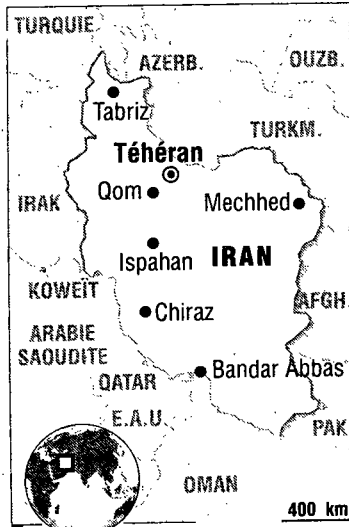 TURQUIE
AZERB.
OUZB.
Tabriz
TURKM.
Téhéran
Qom
Mechhed
IRAK
Ispahan
IRAN
KOWEÏT
Chiraz
AFGH.
ARABIE
SAOUDITE
Bandar Abbas
QATAR
E.A.U.
PAK
OMAN
400 km